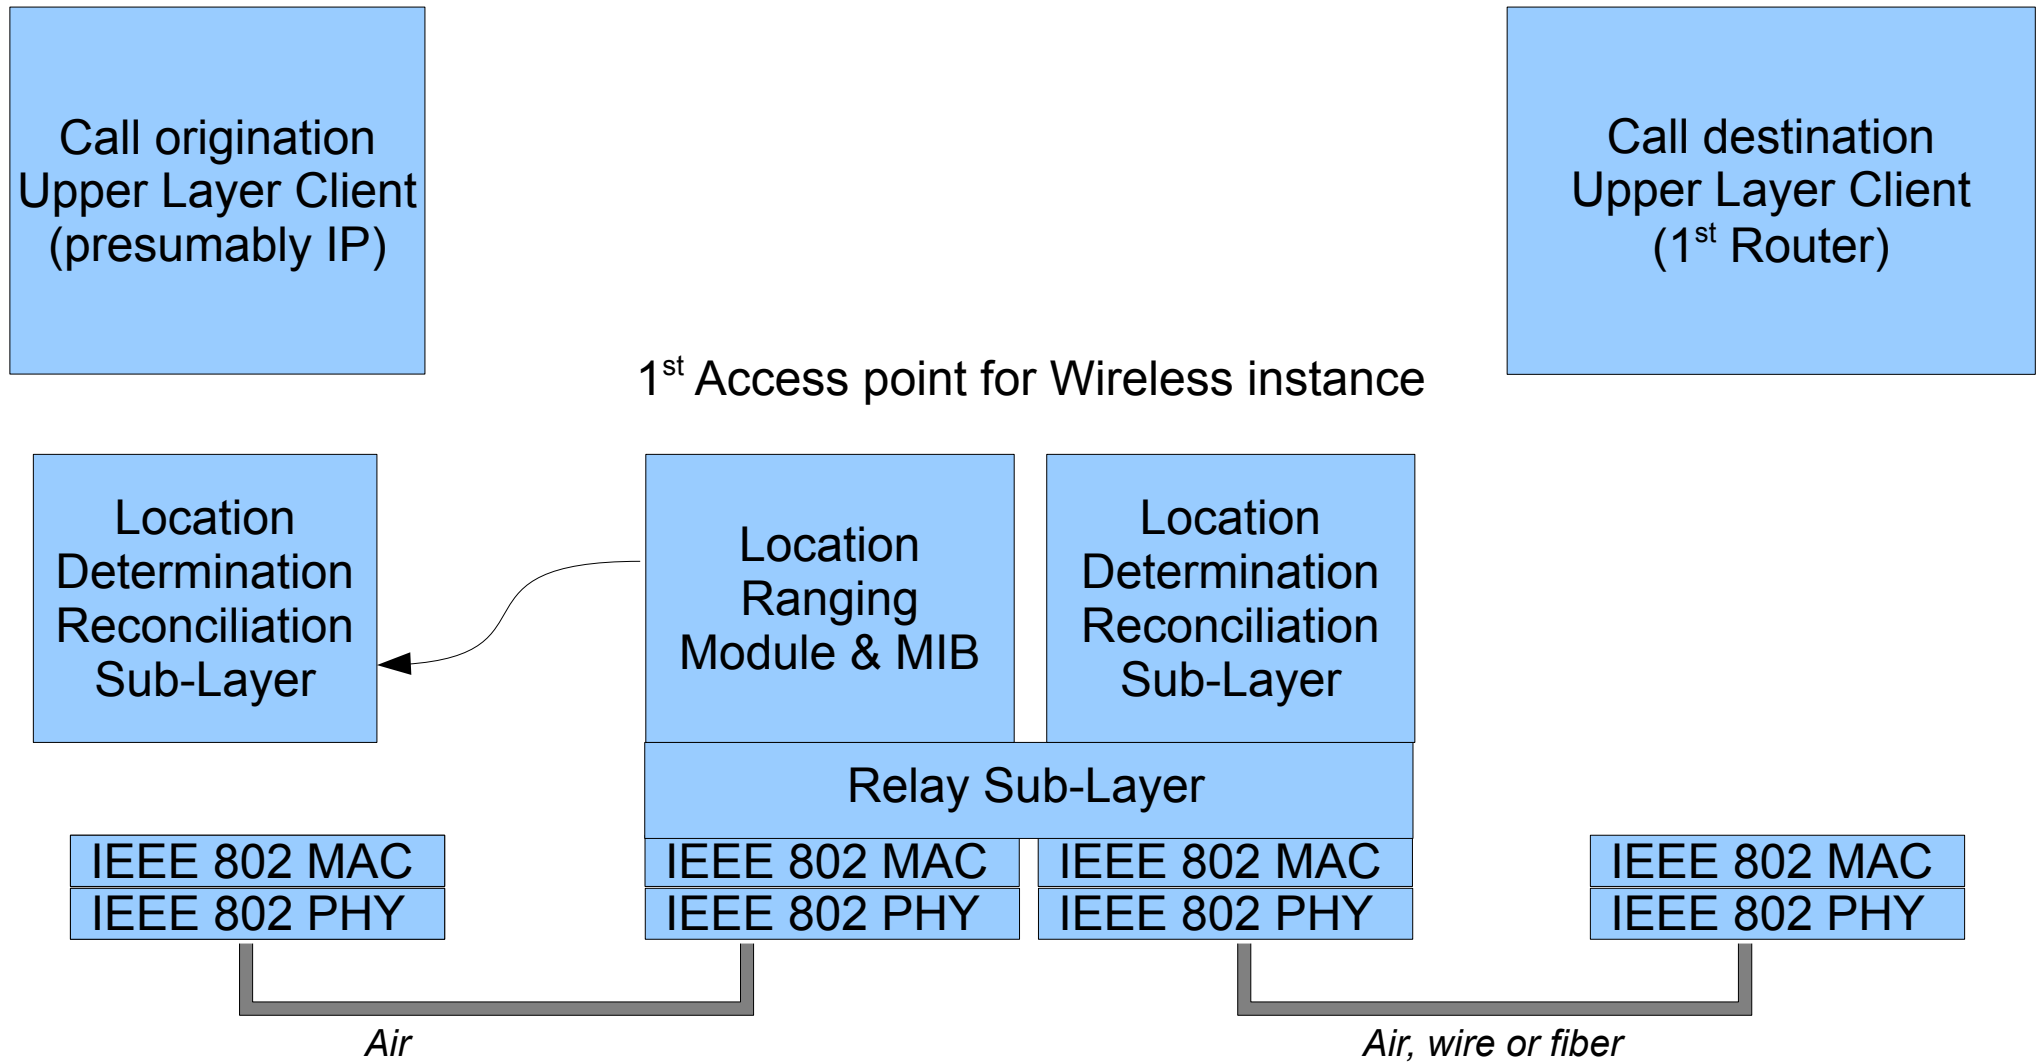 Call origination
Upper Layer Client
(presumably IP)
Call destination
Upper Layer Client
(1st Router)
1st Access point for Wireless instance
Location
Determination
Reconciliation
Sub-Layer
Location
Ranging
Module & MIB
Location
Determination
Reconciliation
Sub-Layer
Relay Sub-Layer
IEEE 802 MAC
IEEE 802 PHY
IEEE 802 MAC
IEEE 802 PHY
IEEE 802 MAC
IEEE 802 PHY
IEEE 802 MAC
IEEE 802 PHY
Air
Air, wire or fiber